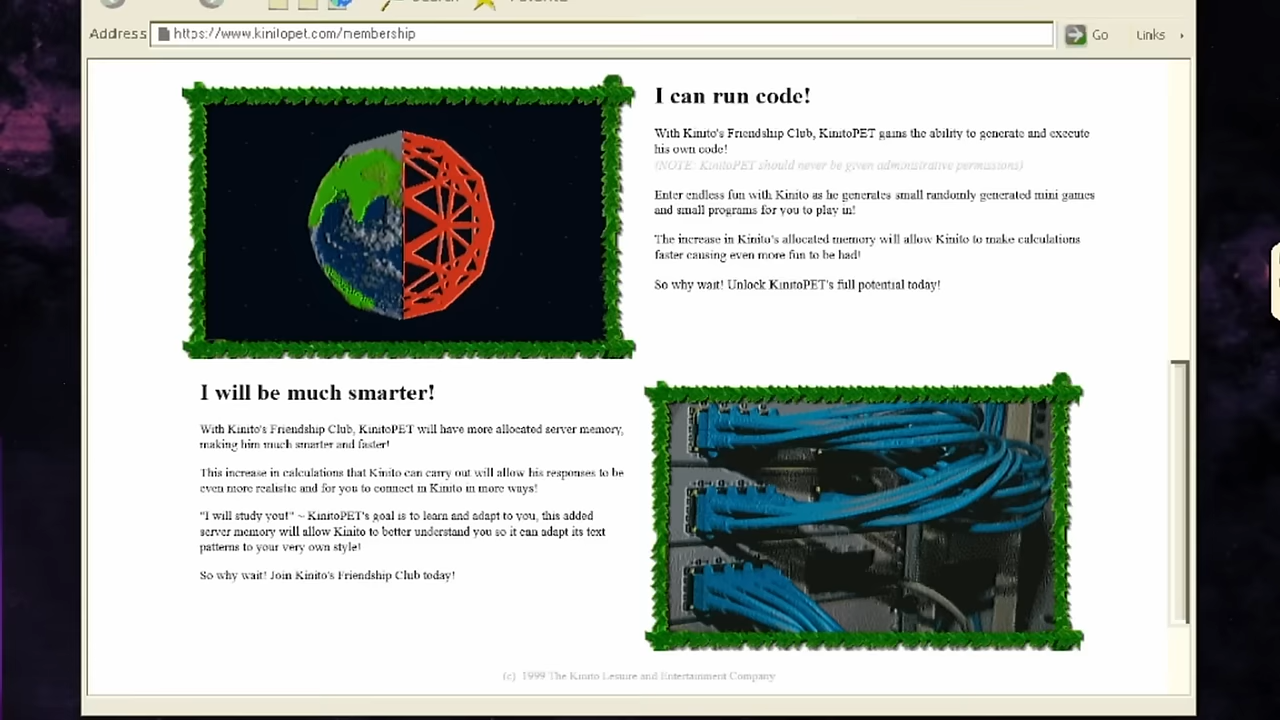 Address https://www.kinitopet.com/membership Go Links
I can run code!
With Kinito's Friendship Club, KinitoPET gains the ability to generate and execute
his own code!
(NOTE: KinitoPET should never be given administrative permissions)
Enter endless fun with Kinito as he generates small randomly generated mini games
and small programs for you to play in!
The increase in Kinito's allocated memory will allow Kinito to make calculations
faster causing even more fun to be had!
So why wait! Unlock KinitoPET's full potential today!
I will be much smarter!
With Kinito's Friendship Club, KinitoPET will have more allocated server memory,
making him much smarter and faster!
This increase in calculations that Kinito can carry out will allow his responses to be
even more realistic and for you to connect in Kinito in more ways!
"I will study you!" ~ KinitoPET's goal is to learn and adapt to you, this added
server memory will allow Kinito to better understand you so it can adapt its text
patterns to your very own style!
So why wait! Join Kinito's Friendship Club today!
(c) 1999 The Kinito Lesiure and Entertainment Company